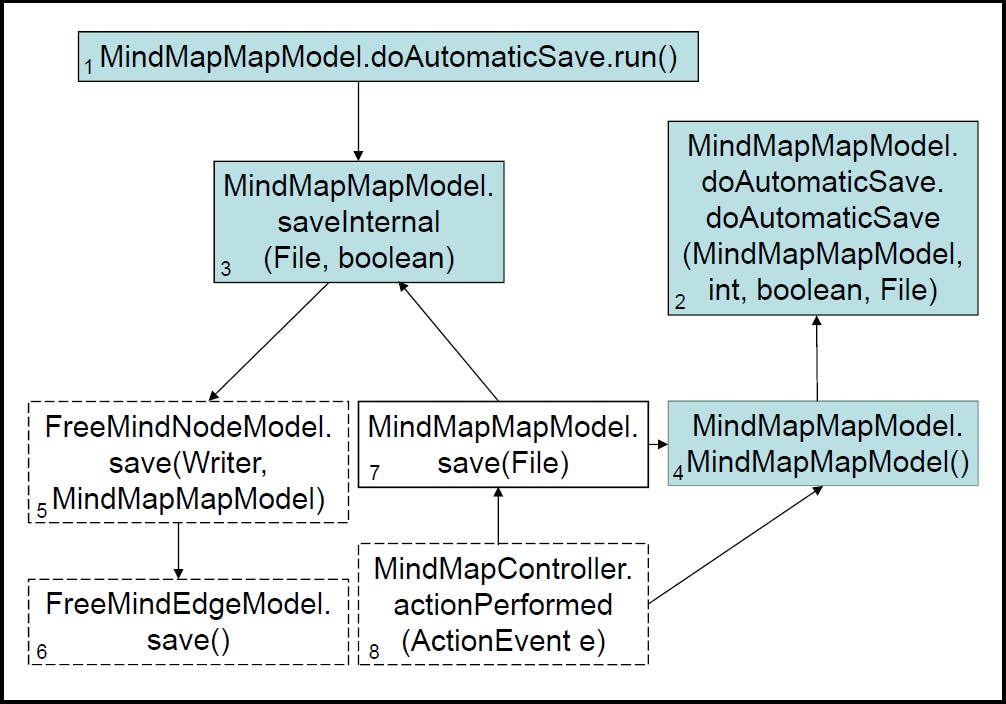 1 MindMapMapModel.doAutomaticSave.run()
MindMapMapModel.
doAutomaticSave.
doAutomaticSave
(MindMapMapModel,
2 int, boolean, File)
MindMapMapModel.
saveInternal
3 (File, boolean)
FreeMindNodeModel.
save(Writer,
5 MindMapMapModel)
MindMapMapModel.
7 save(File)
MindMapMapModel.
4 MindMapMapModel()
FreeMindEdgeModel.
6 save()
MindMapController.
actionPerformed
8 (ActionEvent e)